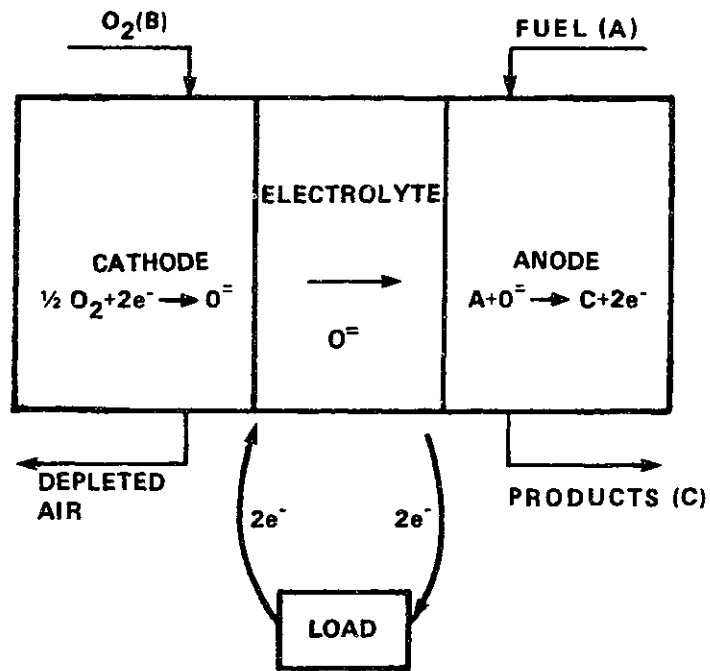 O₂(B)
FUEL (A)
ELECTROLYTE
CATHODE
½ O₂+2e⁻→O⁼
ANODE
A+O⁼→C+2e⁻
O⁼
DEPLETED
AIR
PRODUCTS (C)
2e⁻
2e⁻
LOAD